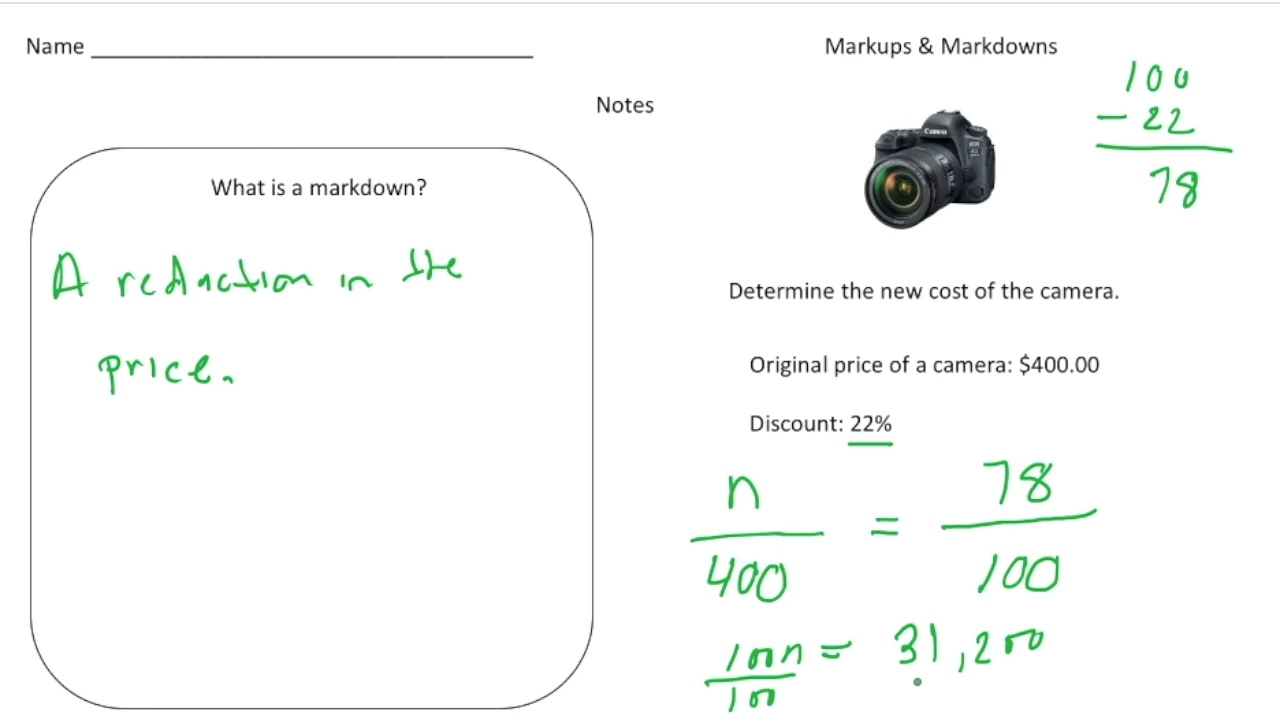 Name
Markups & Markdowns
Notes
100
- 22
78
Canon
What is a markdown?
A reduction in the
price.
Determine the new cost of the camera.
Original price of a camera: $400.00
Discount: 22%
n = 78
400 100
100n = 31,200
100